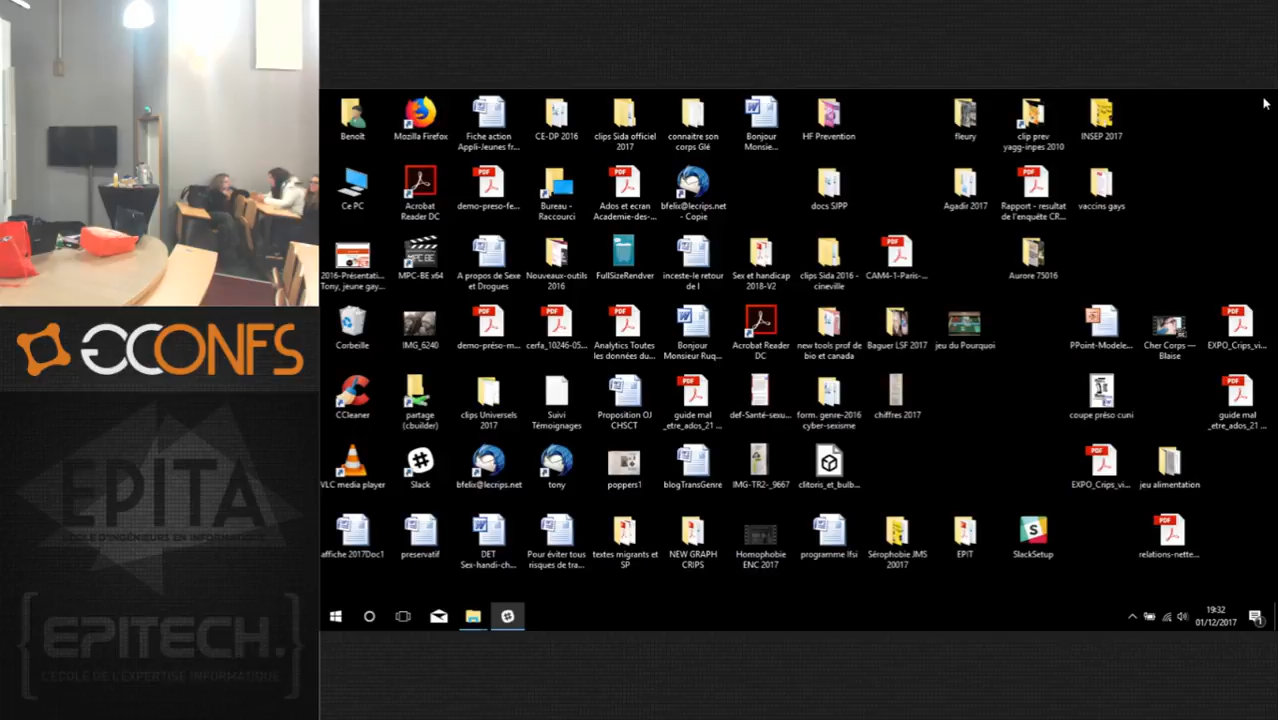 Benoît
Mozilla Firefox
Fiche action
Appli-Jeunes fr...
CE-DP 2016
clips Sida officiel
2017
connaitre son
corps Glé
Bonjour
Monsie...
HF Prevention
fleury
clip prev
yagg-inpes 2010
INSEP 2017
Ce PC
Acrobat
Reader DC
demo-preso-fe...
Bureau -
Raccourci
Ados et ecran
Academie-des-...
bfelix@lecrips.net
- Copie
docs SIPP
Agadir 2017
Rapport - resultat
de l'enquête CR...
vaccins gays
2016-Présentati...
Tony, jeune gay...
MPC-BE x64
A propos de Sexe
et Drogues
Nouveaux-outils
2016
FullSizeRendver
inceste-le retour
de l
Sex et handicap
2018-V2
clips Sida 2016 -
cineville
CAM4-1-Paris-...
Aurore 75016
Corbeille
IMG_6240
demo-préso-m...
cerfa_10246-05...
Analytics Toutes
les données du...
Bonjour
Monsieur Ruq...
Acrobat Reader
DC
new tools prof de
bio et canada
Baguer LSF 2017
jeu du Pourquoi
PPoint-Modele...
Cher Corps —
Blaise
EXPO_Crips_vi...
GCONFS
CCleaner
partage
(cbuilder)
clips Universels
2017
Suivi
Témoignages
Proposition OJ
CHSCT
guide mal
_etre_ados_21 ...
def-Santé-sexu...
form. genre-2016
cyber-sexisme
chiffres 2017
coupe préso cuni
guide mal
_etre_ados_21 ...
VLC media player
Slack
bfelix@lecrips.net
tony
poppers1
blogTransGenre
IMG-TR2-_9667
clitoris_et_bulb...
EXPO_Crips_vi...
jeu alimentation
EPITA
ECOLE D'INGÉNIEURS EN INFORMATIQUE
affiche 2017Doc1
preservatif
DET
Sex-handi-ch...
Pour éviter tous
risques de tra...
textes migrants et
SP
NEW GRAPH
CRIPS
Homophobie
ENC 2017
programme Ifsi
Sérophobie JMS
20017
EPIT
SlackSetup
relations-nette...
19:32
01/12/2017
{ EPITECH. }
L'ECOLE DE L'EXPERTISE INFORMATIQUE